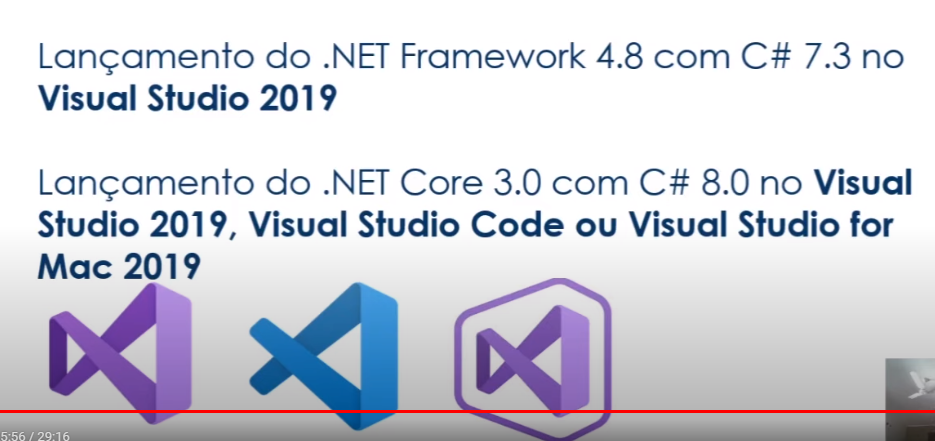 Lançamento do .NET Framework 4.8 com C# 7.3 no
Visual Studio 2019
Lançamento do .NET Core 3.0 com C# 8.0 no Visual
Studio 2019, Visual Studio Code ou Visual Studio for
Mac 2019
5:56 / 29:16